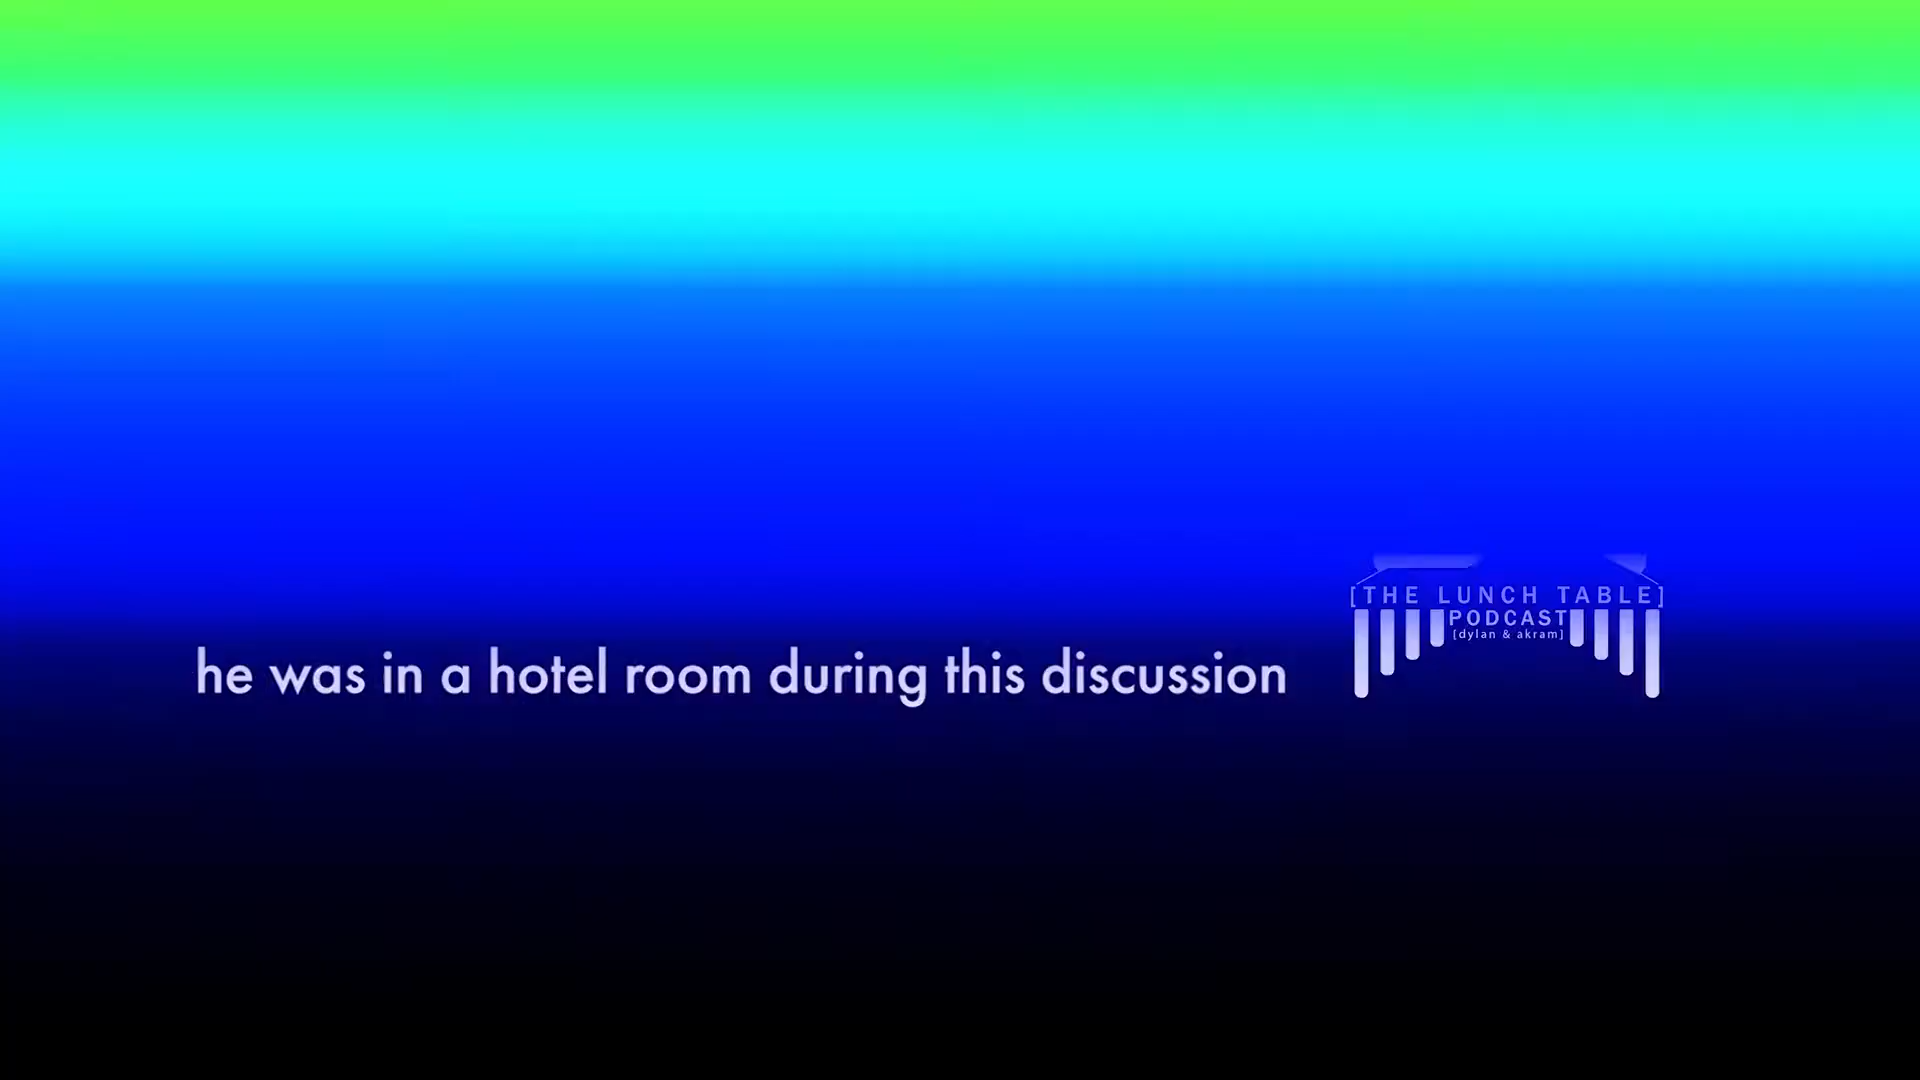 [THE LUNCH TABLE]
PODCAST
[dylan & akram]
he was in a hotel room during this discussion